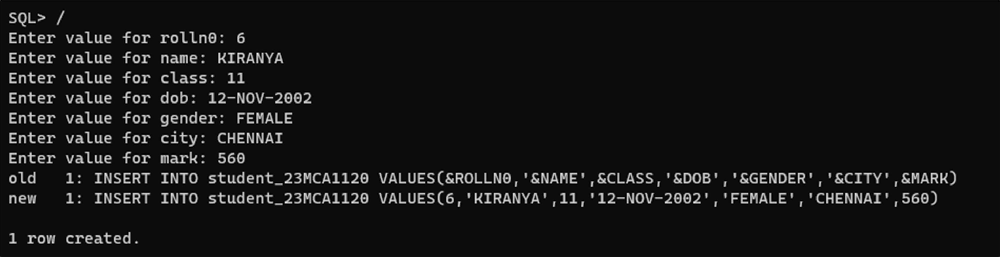 SQL> /
Enter value for rolln0: 6
Enter value for name: KIRANYA
Enter value for class: 11
Enter value for dob: 12-NOV-2002
Enter value for gender: FEMALE
Enter value for city: CHENNAI
Enter value for mark: 560
old   1: INSERT INTO student_23MCA1120 VALUES(&ROLLN0,'&NAME',&CLASS,'&DOB','&GENDER','&CITY',&MARK)
new   1: INSERT INTO student_23MCA1120 VALUES(6,'KIRANYA',11,'12-NOV-2002','FEMALE','CHENNAI',560)
1 row created.